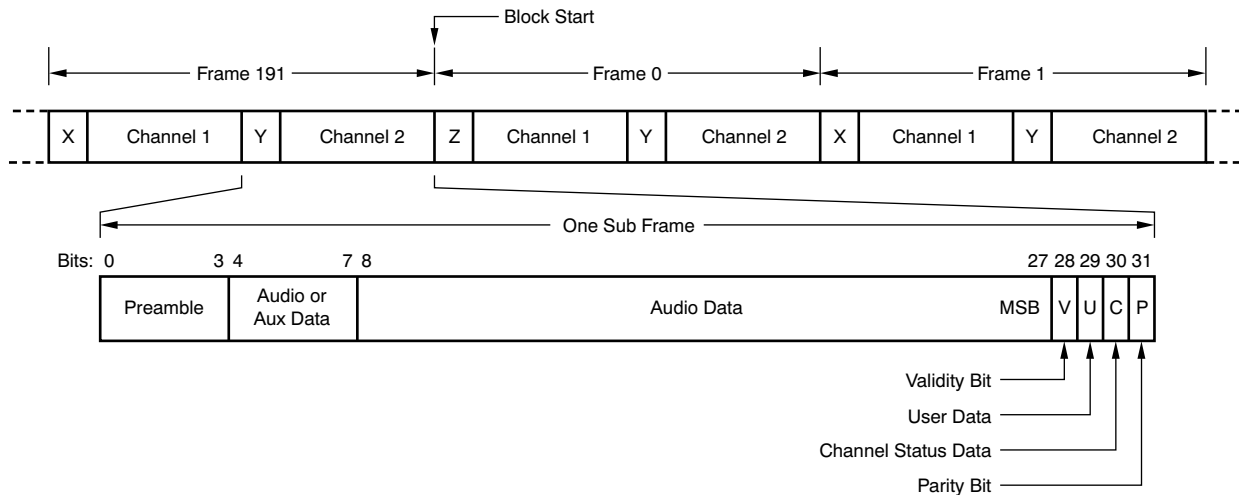 Block Start
Frame 191 Frame 0 Frame 1
X Channel 1 Y Channel 2 Z Channel 1 Y Channel 2 X Channel 1 Y Channel 2
One Sub Frame
Bits: 0 3 4 7 8 27 28 29 30 31
Preamble
Audio or
Aux Data
Audio Data MSB V U C P
Validity Bit
User Data
Channel Status Data
Parity Bit